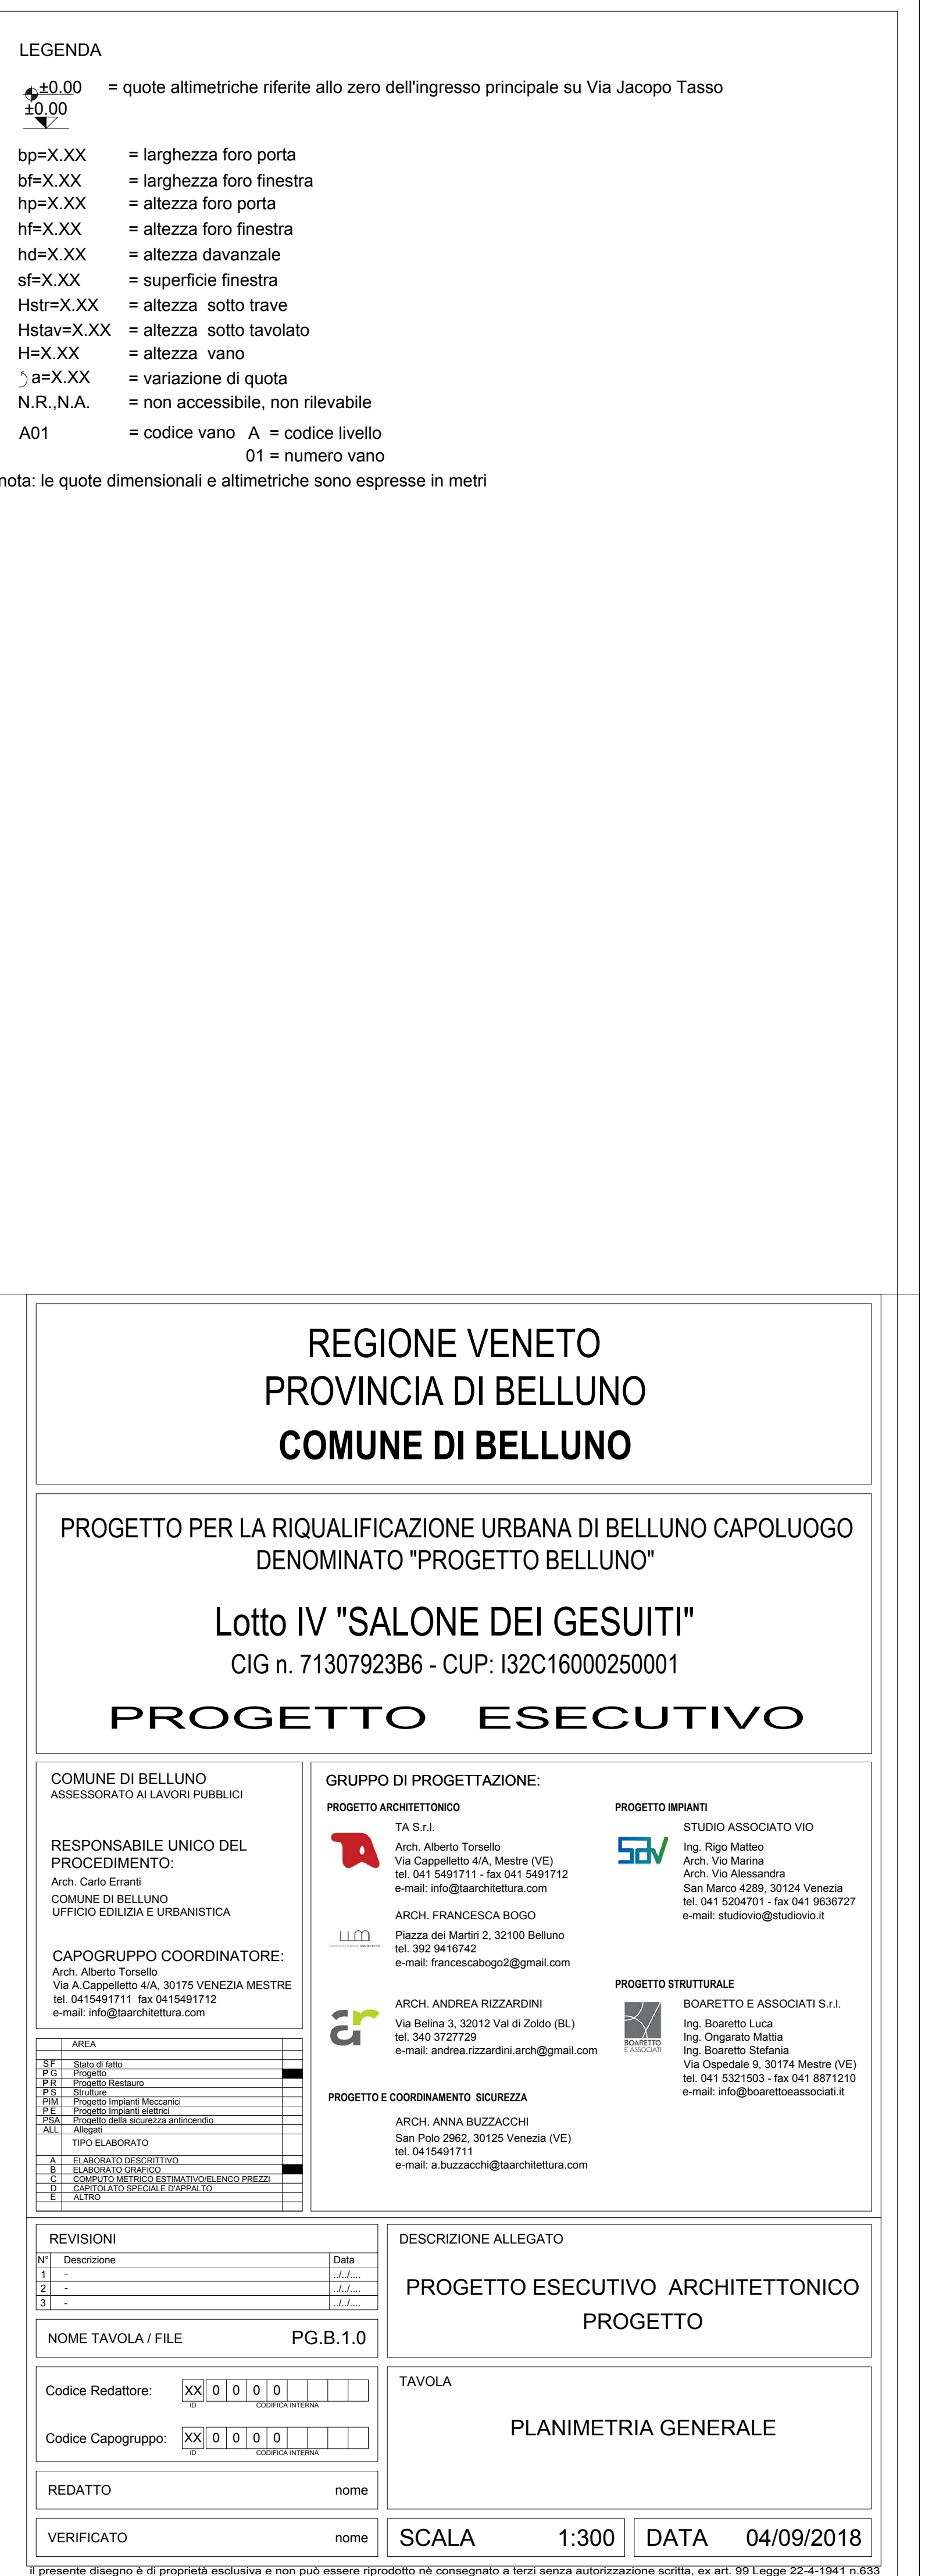 LEGENDA
±0.00 = quote altimetriche riferite allo zero dell'ingresso principale su Via Jacopo Tasso
±0.00
bp=X.XX = larghezza foro porta
bf=X.XX = larghezza foro finestra
hp=X.XX = altezza foro porta
hf=X.XX = altezza foro finestra
hd=X.XX = altezza davanzale
sf=X.XX = superficie finestra
Hstr=X.XX = altezza sotto trave
Hstav=X.XX = altezza sotto tavolato
H=X.XX = altezza vano
a=X.XX = variazione di quota
N.R.,N.A. = non accessibile, non rilevabile
A01 = codice vano A = codice livello
01 = numero vano
nota: le quote dimensionali e altimetriche sono espresse in metri
REGIONE VENETO
PROVINCIA DI BELLUNO
COMUNE DI BELLUNO
PROGETTO PER LA RIQUALIFICAZIONE URBANA DI BELLUNO CAPOLUOGO
DENOMINATO "PROGETTO BELLUNO"
Lotto IV "SALONE DEI GESUITI"
CIG n. 71307923B6 - CUP: I32C16000250001
PROGETTO ESECUTIVO
COMUNE DI BELLUNO
ASSESSORATO AI LAVORI PUBBLICI
RESPONSABILE UNICO DEL
PROCEDIMENTO:
Arch. Carlo Erranti
COMUNE DI BELLUNO
UFFICIO EDILIZIA E URBANISTICA
CAPOGRUPPO COORDINATORE:
Arch. Alberto Torsello
Via A.Cappelletto 4/A, 30175 VENEZIA MESTRE
tel. 0415491711 fax 0415491712
e-mail: info@taarchitettura.com
AREA
SF Stato di fatto
PG Progetto
PR Progetto Restauro
PS Strutture
PIM Progetto Impianti Meccanici
PE Progetto Impianti elettrici
PSA Progetto della sicurezza antincendio
ALL Allegati
TIPO ELABORATO
A ELABORATO DESCRITTIVO
B ELABORATO GRAFICO
C COMPUTO METRICO ESTIMATIVO/ELENCO PREZZI
D CAPITOLATO SPECIALE D'APPALTO
E ALTRO
GRUPPO DI PROGETTAZIONE:
PROGETTO ARCHITETTONICO
TA S.r.l.
Arch. Alberto Torsello
Via Cappelletto 4/A, Mestre (VE)
tel. 041 5491711 - fax 041 5491712
e-mail: info@taarchitettura.com
ARCH. FRANCESCA BOGO
Piazza dei Martiri 2, 32100 Belluno
tel. 392 9416742
e-mail: francescabogo2@gmail.com
ar
ARCH. ANDREA RIZZARDINI
Via Belina 3, 32012 Val di Zoldo (BL)
tel. 340 3727729
e-mail: andrea.rizzardini.arch@gmail.com
PROGETTO E COORDINAMENTO SICUREZZA
ARCH. ANNA BUZZACCHI
San Polo 2962, 30125 Venezia (VE)
tel. 0415491711
e-mail: a.buzzacchi@taarchitettura.com
PROGETTO IMPIANTI
sav
STUDIO ASSOCIATO VIO
Ing. Rigo Matteo
Arch. Vio Marina
Arch. Vio Alessandra
San Marco 4289, 30124 Venezia
tel. 041 5204701 - fax 041 9636727
e-mail: studiovio@studiovio.it
PROGETTO STRUTTURALE
BOARETTO
E ASSOCIATI
BOARETTO E ASSOCIATI S.r.l.
Ing. Boaretto Luca
Ing. Ongarato Mattia
Ing. Boaretto Stefania
Via Ospedale 9, 30174 Mestre (VE)
tel. 041 5321503 - fax 041 8871210
e-mail: info@boarettoeassociati.it
REVISIONI
N° Descrizione Data
1 - ../../....
2 - ../../....
3 - ../../....
NOME TAVOLA / FILE PG.B.1.0
DESCRIZIONE ALLEGATO
PROGETTO ESECUTIVO ARCHITETTONICO
PROGETTO
Codice Redattore: XX 0 0 0 0
ID CODIFICA INTERNA
Codice Capogruppo: XX 0 0 0 0
ID CODIFICA INTERNA
TAVOLA
PLANIMETRIA GENERALE
REDATTO nome
VERIFICATO nome
SCALA 1:300
DATA 04/09/2018
il presente disegno è di proprietà esclusiva e non può essere riprodotto nè consegnato a terzi senza autorizzazione scritta, ex art. 99 Legge 22-4-1941 n.633